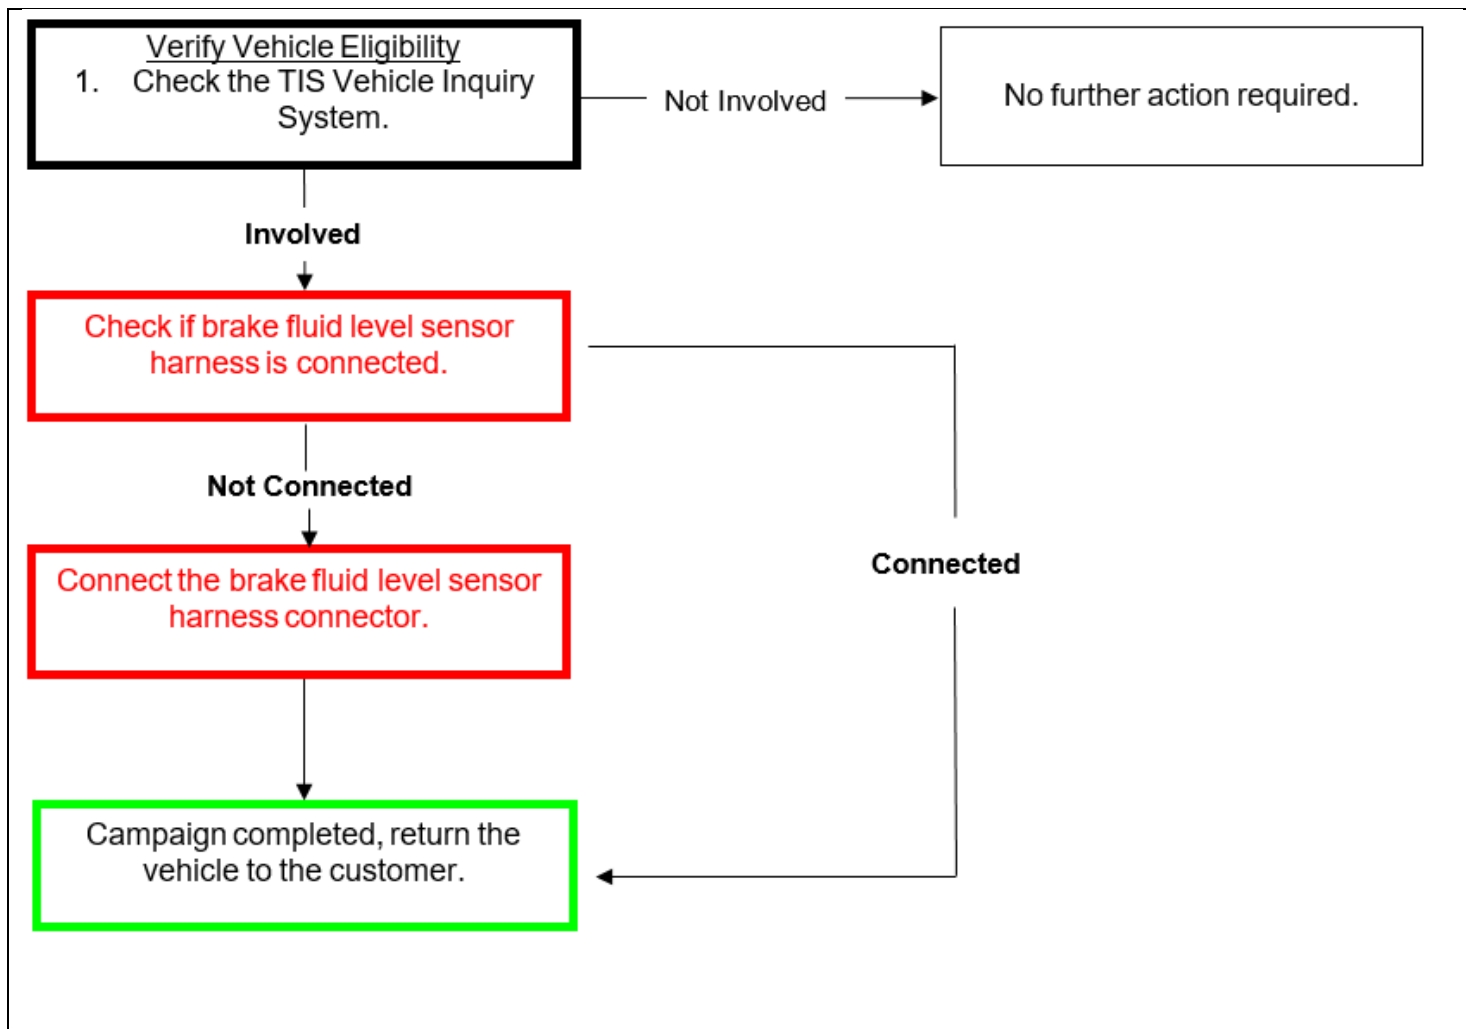 Verify Vehicle Eligibility
1. Check the TIS Vehicle Inquiry
System.
Not Involved
No further action required.
Involved
Check if brake fluid level sensor
harness is connected.
Not Connected
Connect the brake fluid level sensor
harness connector.
Connected
Campaign completed, return the
vehicle to the customer.